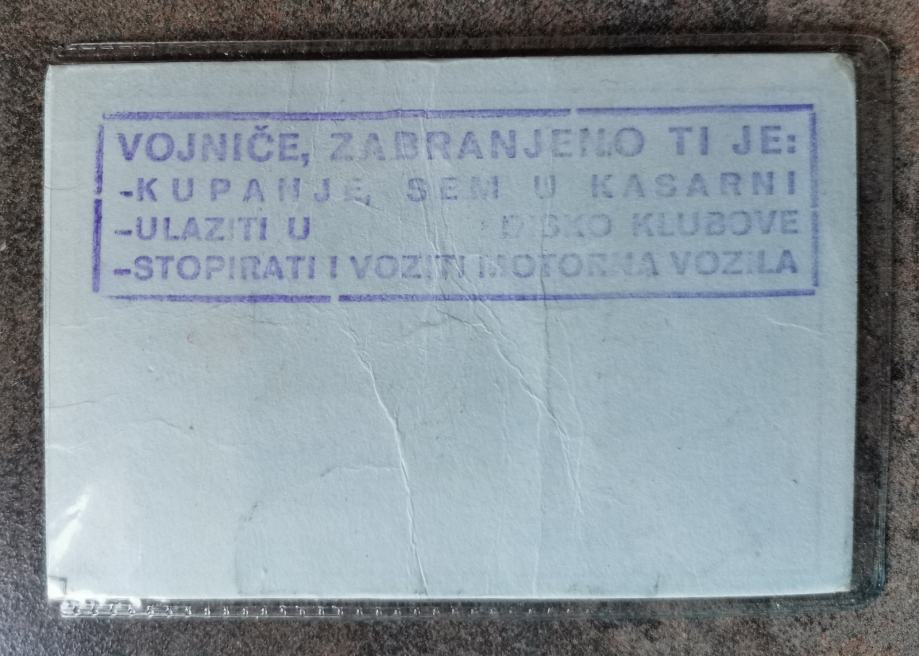 VOJNIČE, ZABRANJENO TI JE:
-KUPANJE, SEM U KASARNI
-ULAZITI U DISKO KLUBOVE
-STOPIRATI I VOZITI MOTORNA VOZILA